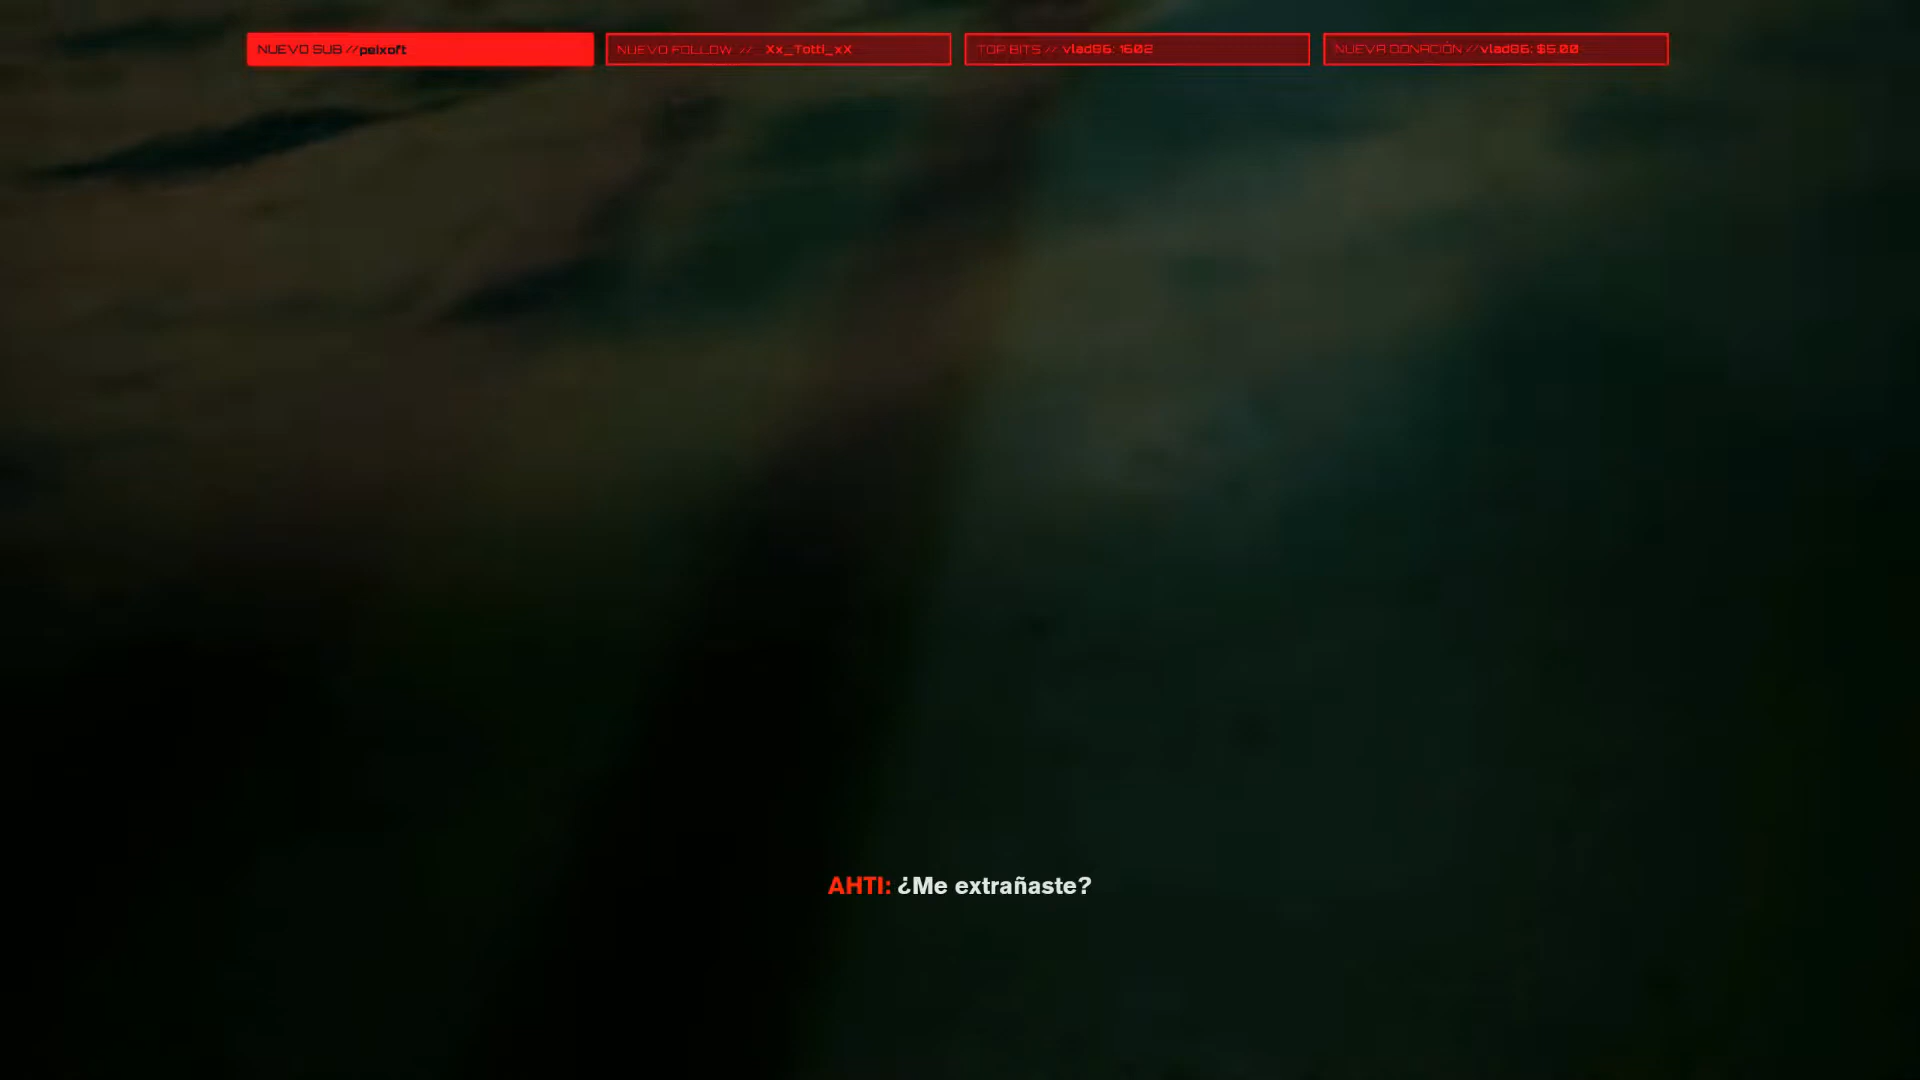 NUEVO SUB // peixoft
NUEVO FOLLOW // Xx_Totti_xX
TOP BITS // vlad86: 1602
NUEVA DONACIÓN // vlad86: $5.00
AHTI: ¿Me extrañaste?